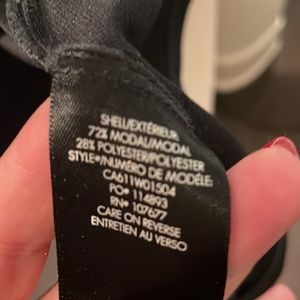 SHELL/EXTÉRIEUR
72% MODAL/MODAL
28% POLYESTER/POLYESTER
STYLE#/NUMÉRO DE MODÈLE:
CA611W01504
PO# 114893
RN# 107677
CARE ON REVERSE
ENTRETIEN AU VERSO